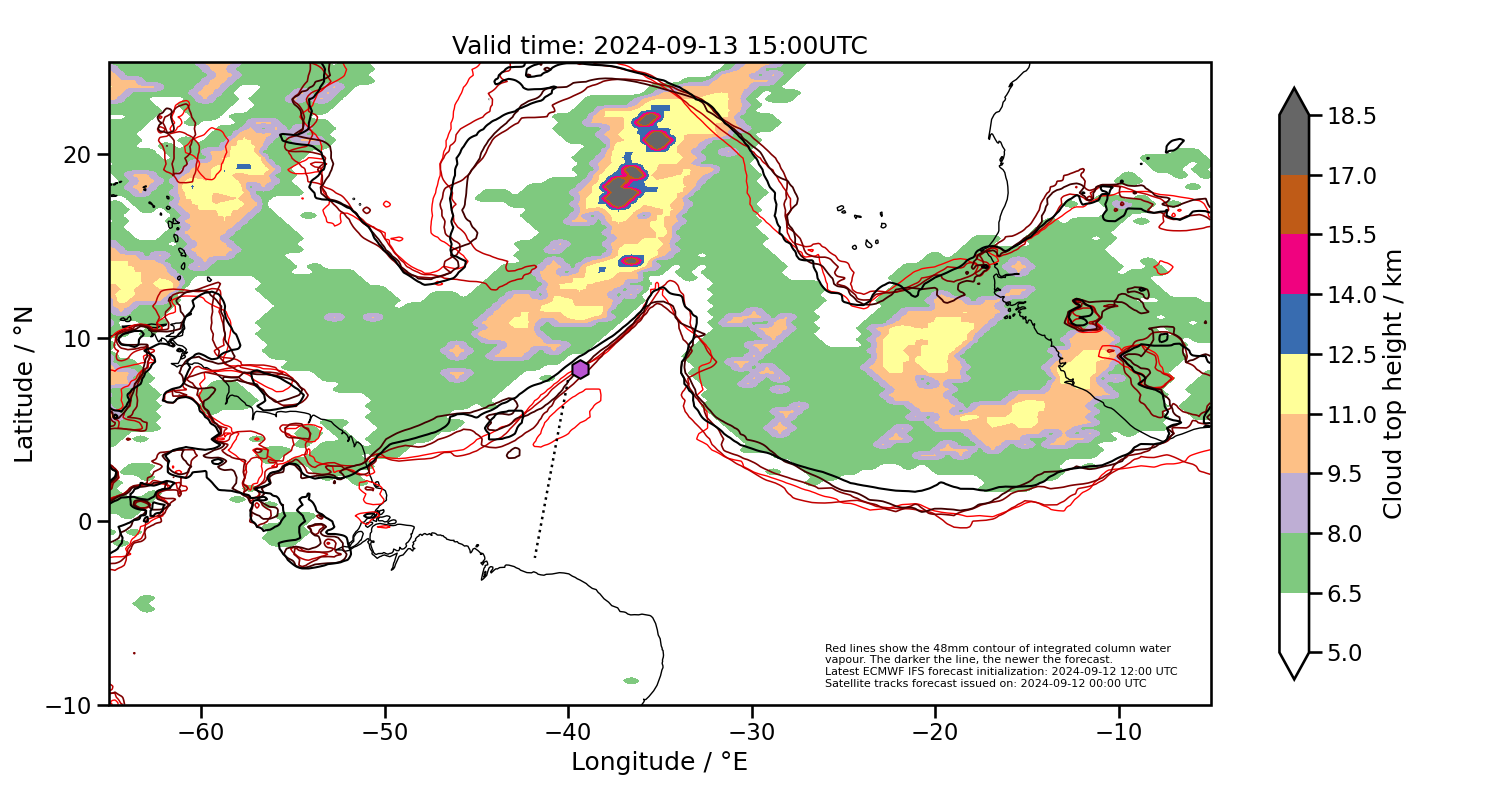 Valid time: 2024-09-13 15:00UTC
Latitude / °N
20
10
0
−10
−60
−50
−40
−30
−20
−10
Longitude / °E
Red lines show the 48mm contour of integrated column water
vapour. The darker the line, the newer the forecast.
Latest ECMWF IFS forecast initialization: 2024-09-12 12:00 UTC
Satellite tracks forecast issued on: 2024-09-12 00:00 UTC
18.5
17.0
15.5
14.0
12.5
11.0
9.5
8.0
6.5
5.0
Cloud top height / km